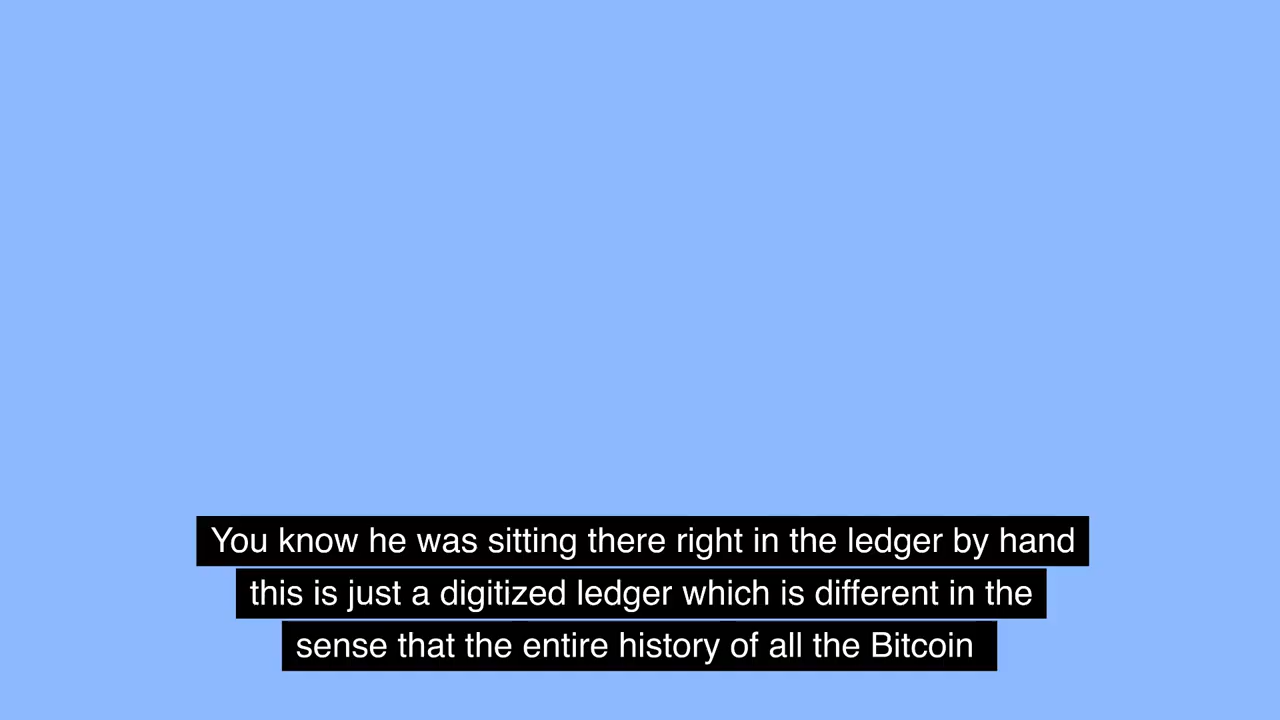 You know he was sitting there right in the ledger by hand
this is just a digitized ledger which is different in the
sense that the entire history of all the Bitcoin